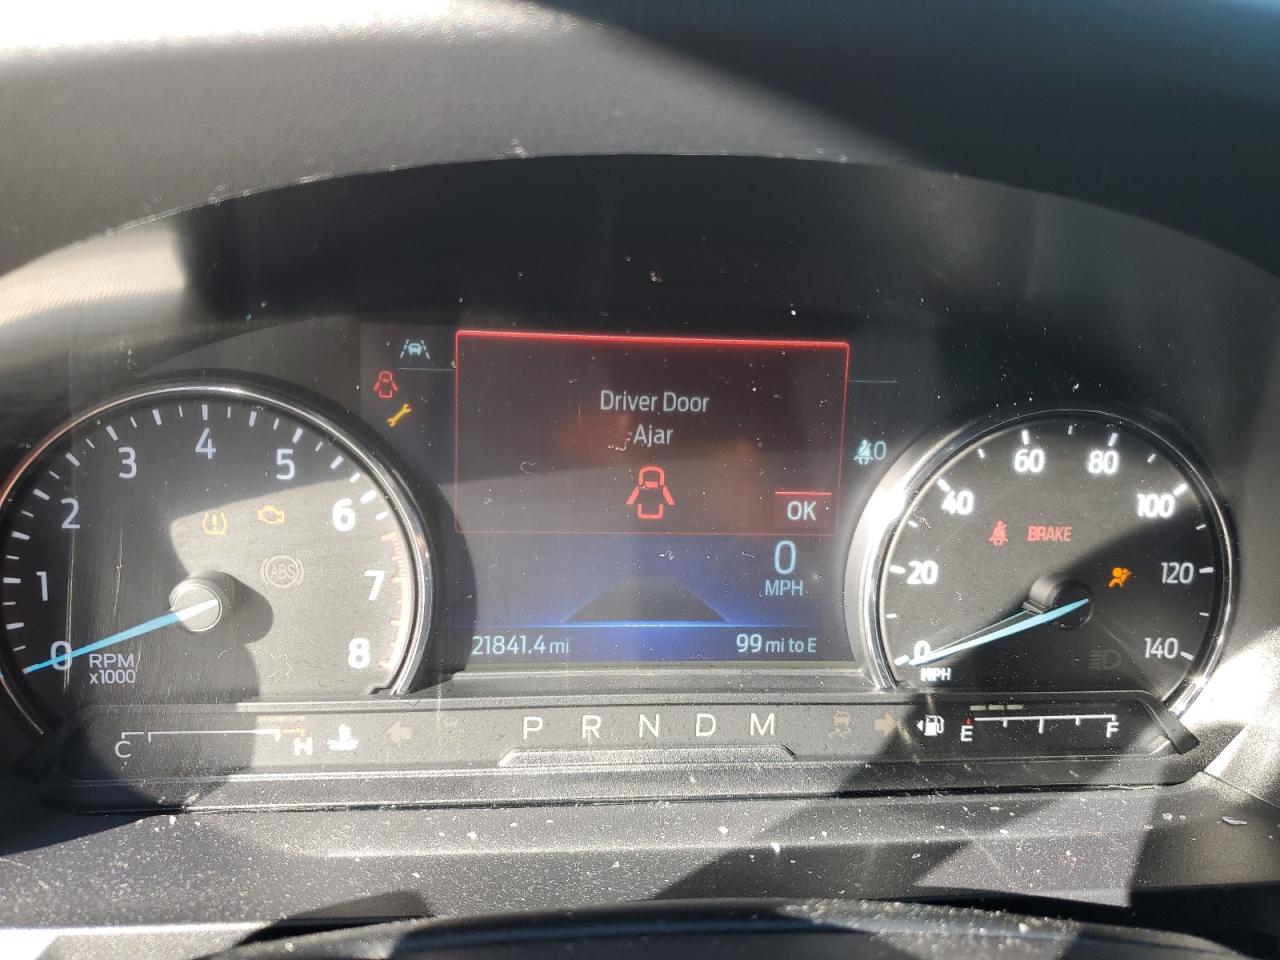 Driver Door
Ajar
OK
0
MPH
21841.4 mi
99 mi to E
0
1
2
3
4
5
6
7
8
RPM
x1000
ABS
0
0
20
40
60
80
100
120
140
MPH
BRAKE
C
H
P R N D M
E
F